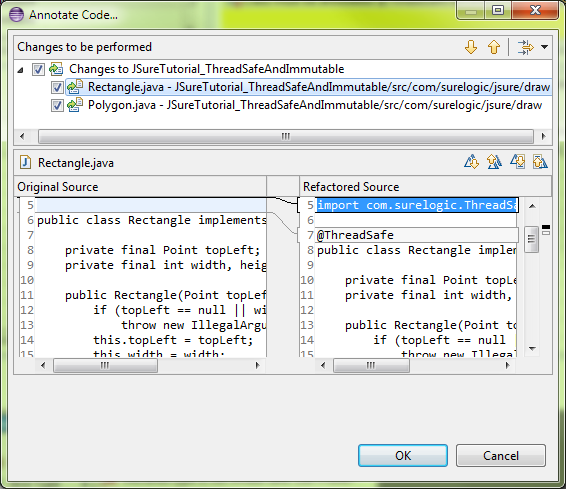 Annotate Code...
Changes to be performed
Changes to JSureTutorial_ThreadSafeAndImmutable
Rectangle.java - JSureTutorial_ThreadSafeAndImmutable/src/com/surelogic/jsure/draw
Polygon.java - JSureTutorial_ThreadSafeAndImmutable/src/com/surelogic/jsure/draw
Rectangle.java
Original Source
5
6 public class Rectangle implements
7
8 private final Point topLeft;
9 private final int width, heig
10
11 public Rectangle(Point topLef
12 if (topLeft == null || wi
13 throw new IllegalArgu
14 this.topLeft = topLeft;
15 this.width = width;
Refactored Source
5 import com.surelogic.ThreadSa
6
7 @ThreadSafe
8 public class Rectangle implem
9
10 private final Point topLe
11 private final int width,
12
13 public Rectangle(Point to
14 if (topLeft == null
15 throw new Illegal
OK
Cancel